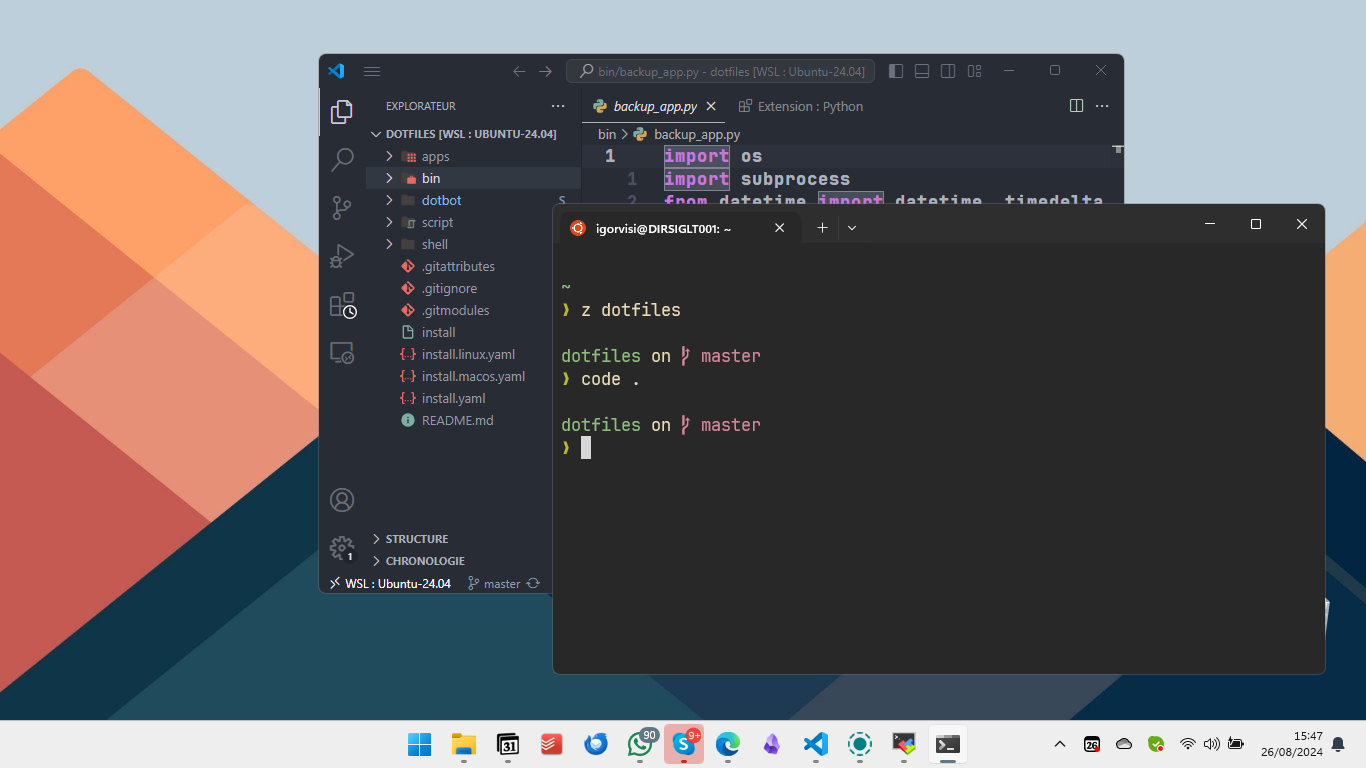 bin/backup_app.py - dotfiles [WSL : Ubuntu-24.04]
EXPLORATEUR
DOTFILES [WSL : UBUNTU-24.04]
apps
bin
dotbot S
script
shell
.gitattributes
.gitignore
.gitmodules
install
install.linux.yaml
install.macos.yaml
install.yaml
README.md
STRUCTURE
CHRONOLOGIE
1
WSL : Ubuntu-24.04 master
backup_app.py
Extension : Python
bin > backup_app.py
1 import os
1 import subprocess
2 from datetime import datetime, timedelta
igorvisi@DIRSIGLT001: ~
~
❯ z dotfiles
dotfiles on master
❯ code .
dotfiles on master
❯
31
90
9+
26
15:47
26/08/2024